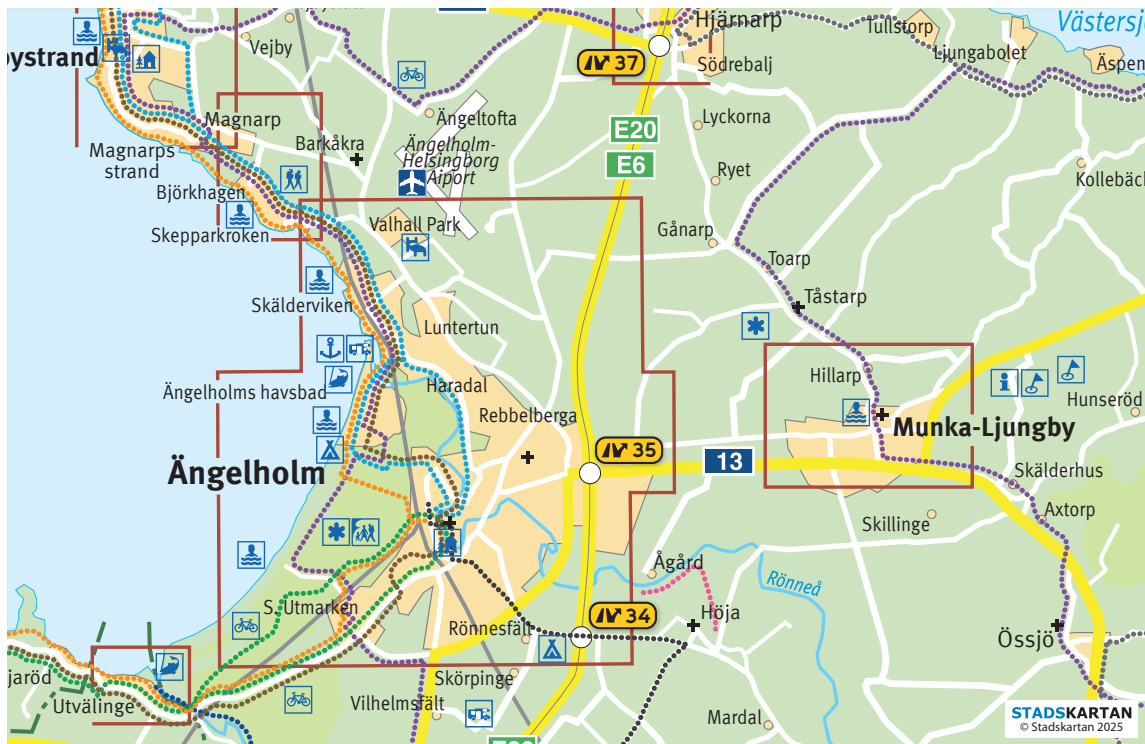 Hjärnarp
Västersj
Tullstorp
Vejby
Ljungabolet
Äspen
ystrand
37
Södrebalj
E20
Ängeltofta
Lyckorna
Magnarp
Barkåkra
Ängelholm-
Helsingborg
Aiport
E6
Magnarps
strand
Ryet
Kollebäck
Björkhagen
Valhall Park
Skepparkroken
Gånarp
Toarp
Tåstarp
Skälderviken
Luntertun
Hillarp
Ängelholms havsbad
Haradal
Hunseröd
Rebbelberga
Munka-Ljungby
35
13
Ängelholm
Skälderhus
Axtorp
Skillinge
Ågård
Rönneå
S. Utmarken
34
Höja
Rönnesfält
Össjö
jaröd
Skörpinge
Utvälinge
Vilhelmsfält
Mardal
STADSKARTAN
© Stadskartan 2025